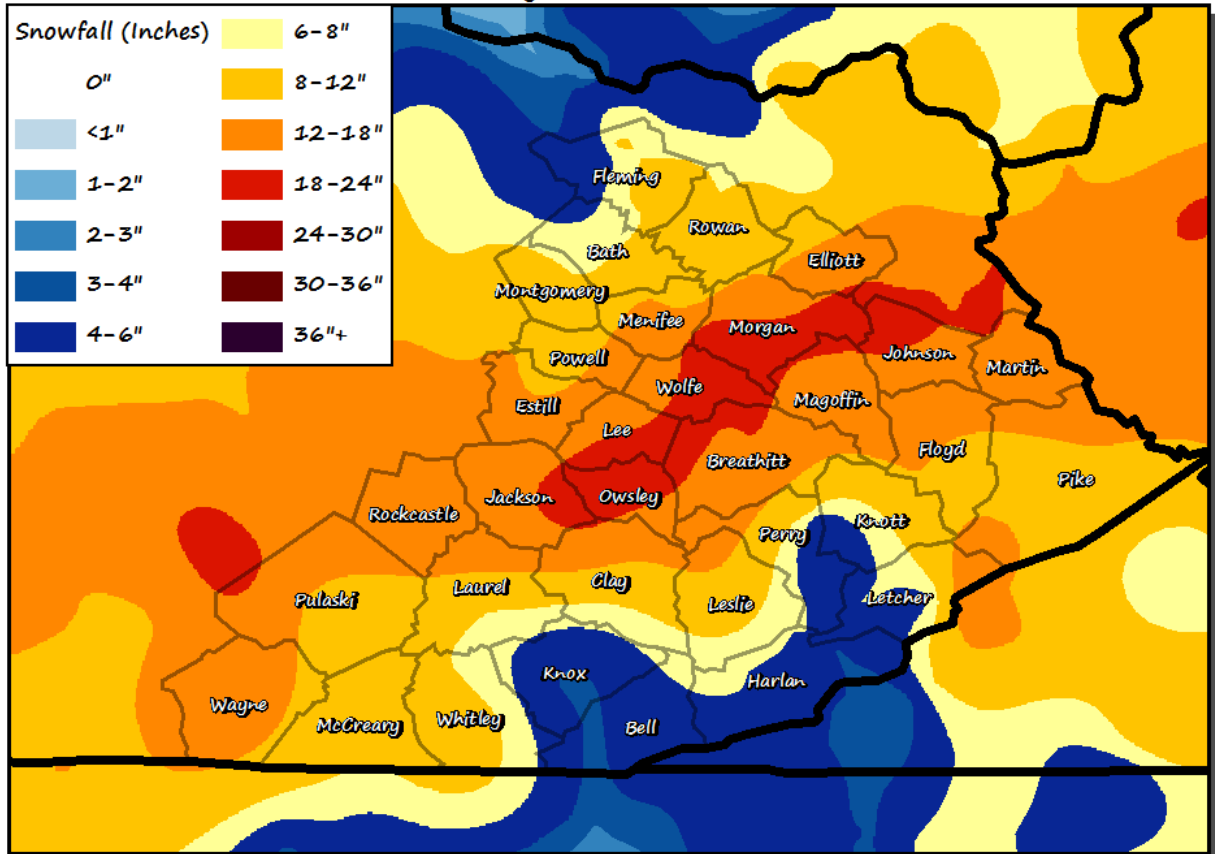 Snowfall (Inches)
0"
<1"
1-2"
2-3"
3-4"
4-6"
6-8"
8-12"
12-18"
18-24"
24-30"
30-36"
36"+
Fleming
Rowan
Bath
Elliott
Montgomery
Menifee
Morgan
Powell
Johnson
Martin
Wolfe
Magoffin
Estill
Lee
Floyd
Breathitt
Pike
Jackson
Owsley
Rockcastle
Knott
Perry
Clay
Laurel
Pulaski
Leslie
Letcher
Knox
Harlan
Wayne
Whitley
McCreary
Bell